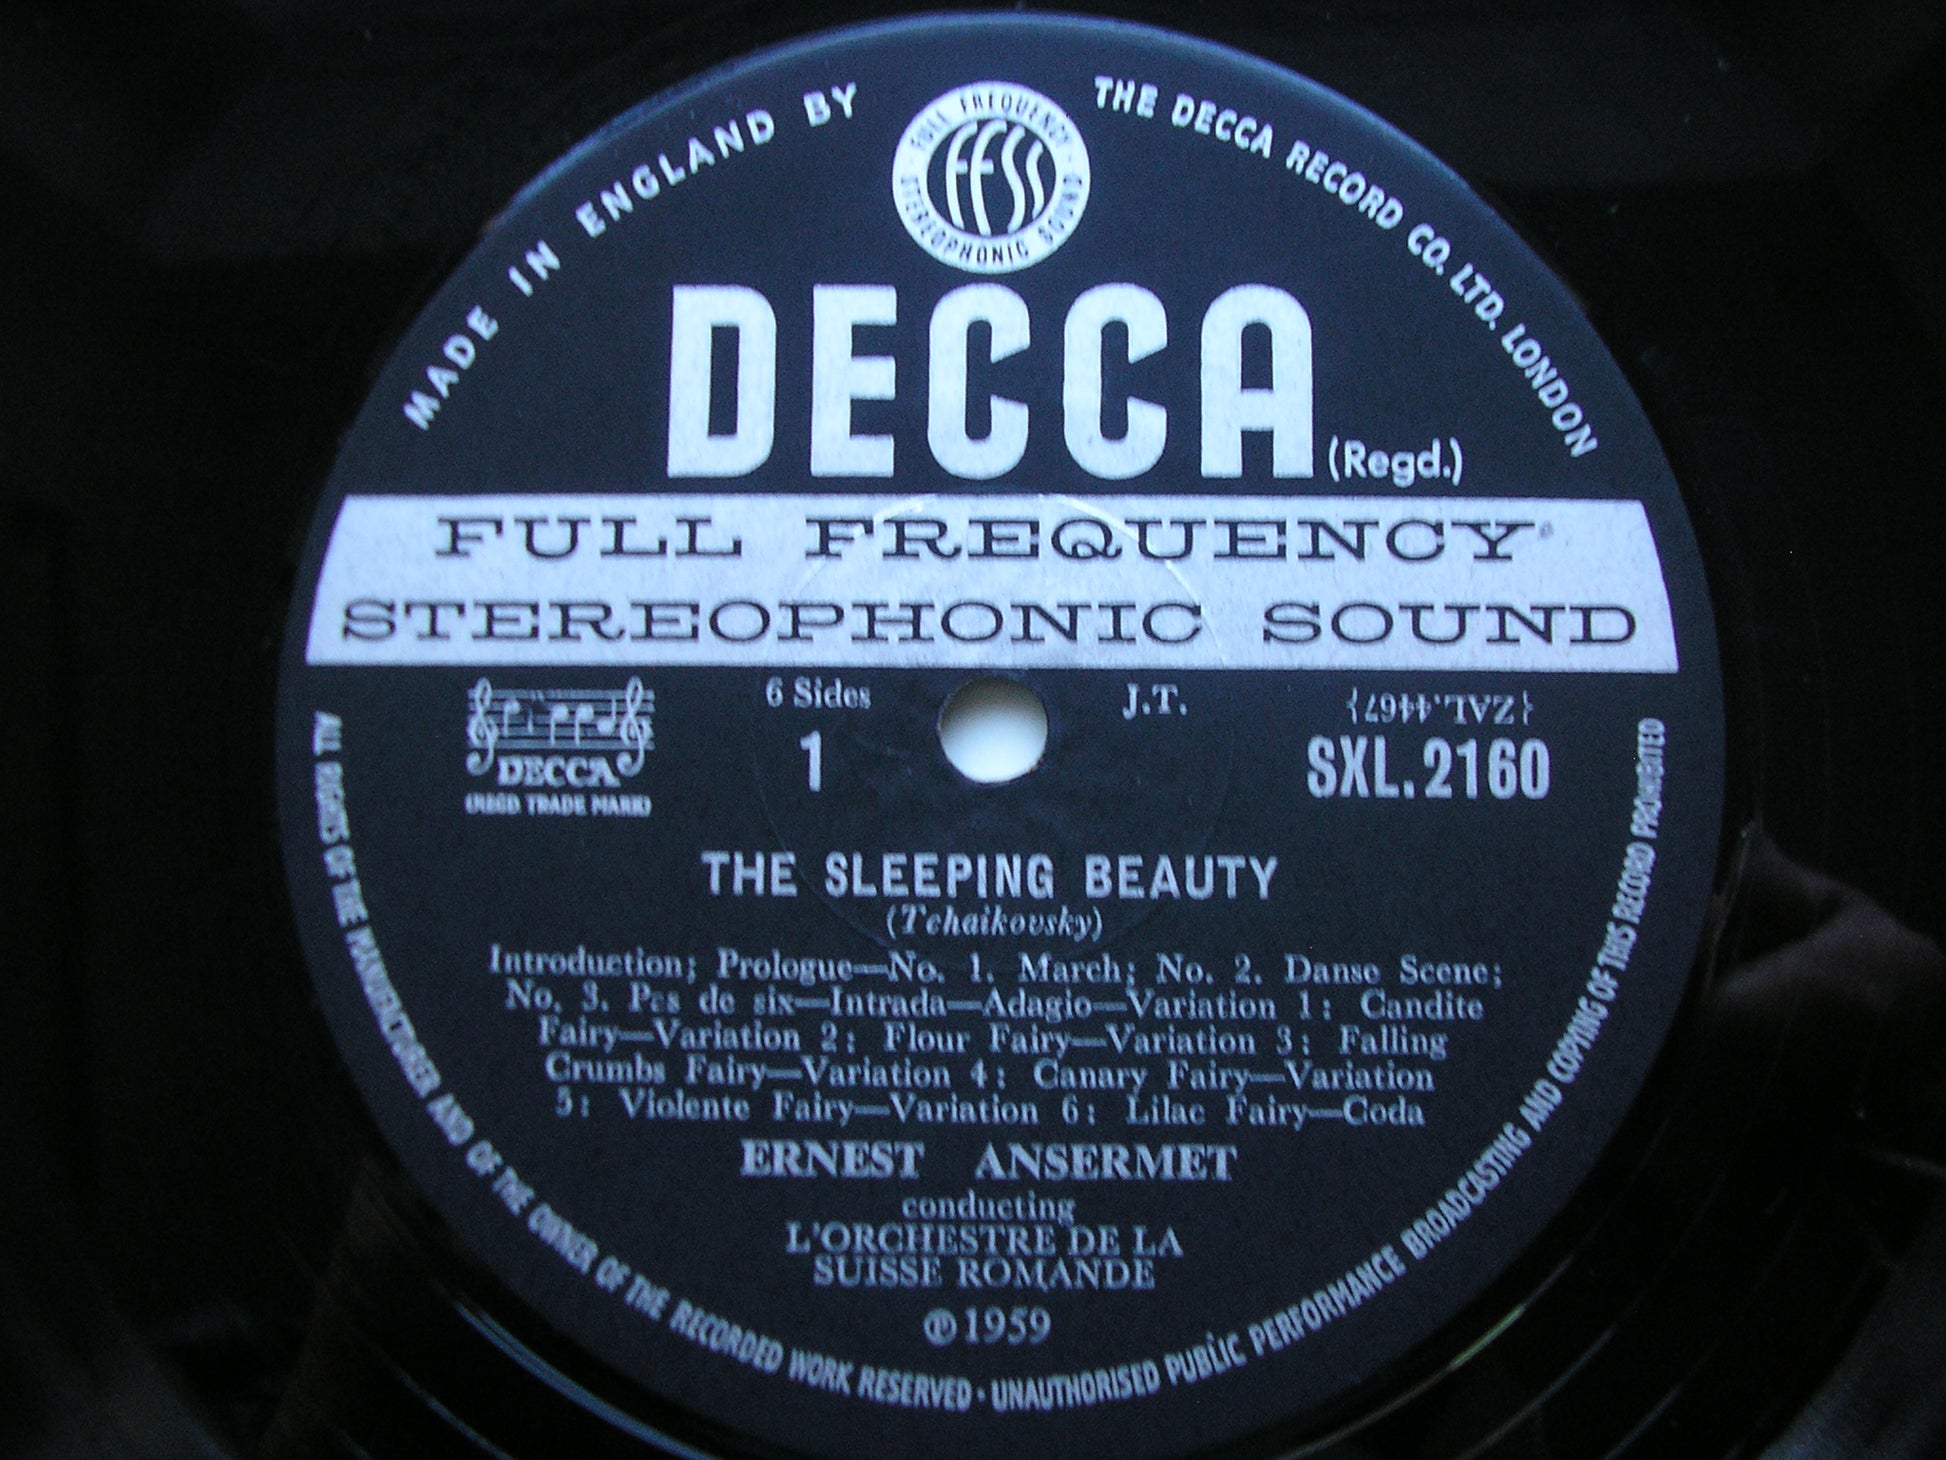 MADE IN ENGLAND BY
THE DECCA RECORD CO. LTD. LONDON
FULL FREQUENCY
STEREOPHONIC SOUND
FFSS
DECCA (Regd.)
FULL FREQUENCY
STEREOPHONIC SOUND
DECCA
(REGD TRADE MARK)
6 Sides
1
J.T.
{ZAL.4467}
SXL.2160
THE SLEEPING BEAUTY
(Tchaikovsky)
Introduction; Prologue—No. 1. March; No. 2. Danse Scene;
No. 3. Pas de six—Intrada—Adagio—Variation 1: Candite
Fairy—Variation 2: Flour Fairy—Variation 3: Falling
Crumbs Fairy—Variation 4: Canary Fairy—Variation
5: Violente Fairy—Variation 6: Lilac Fairy—Coda
ERNEST ANSERMET
conducting
L'ORCHESTRE DE LA
SUISSE ROMANDE
℗1959
ALL RIGHTS OF THE MANUFACTURER AND OF THE OWNER OF THE RECORDED WORK RESERVED · UNAUTHORISED PUBLIC PERFORMANCE BROADCASTING AND COPYING OF THIS RECORD PROHIBITED